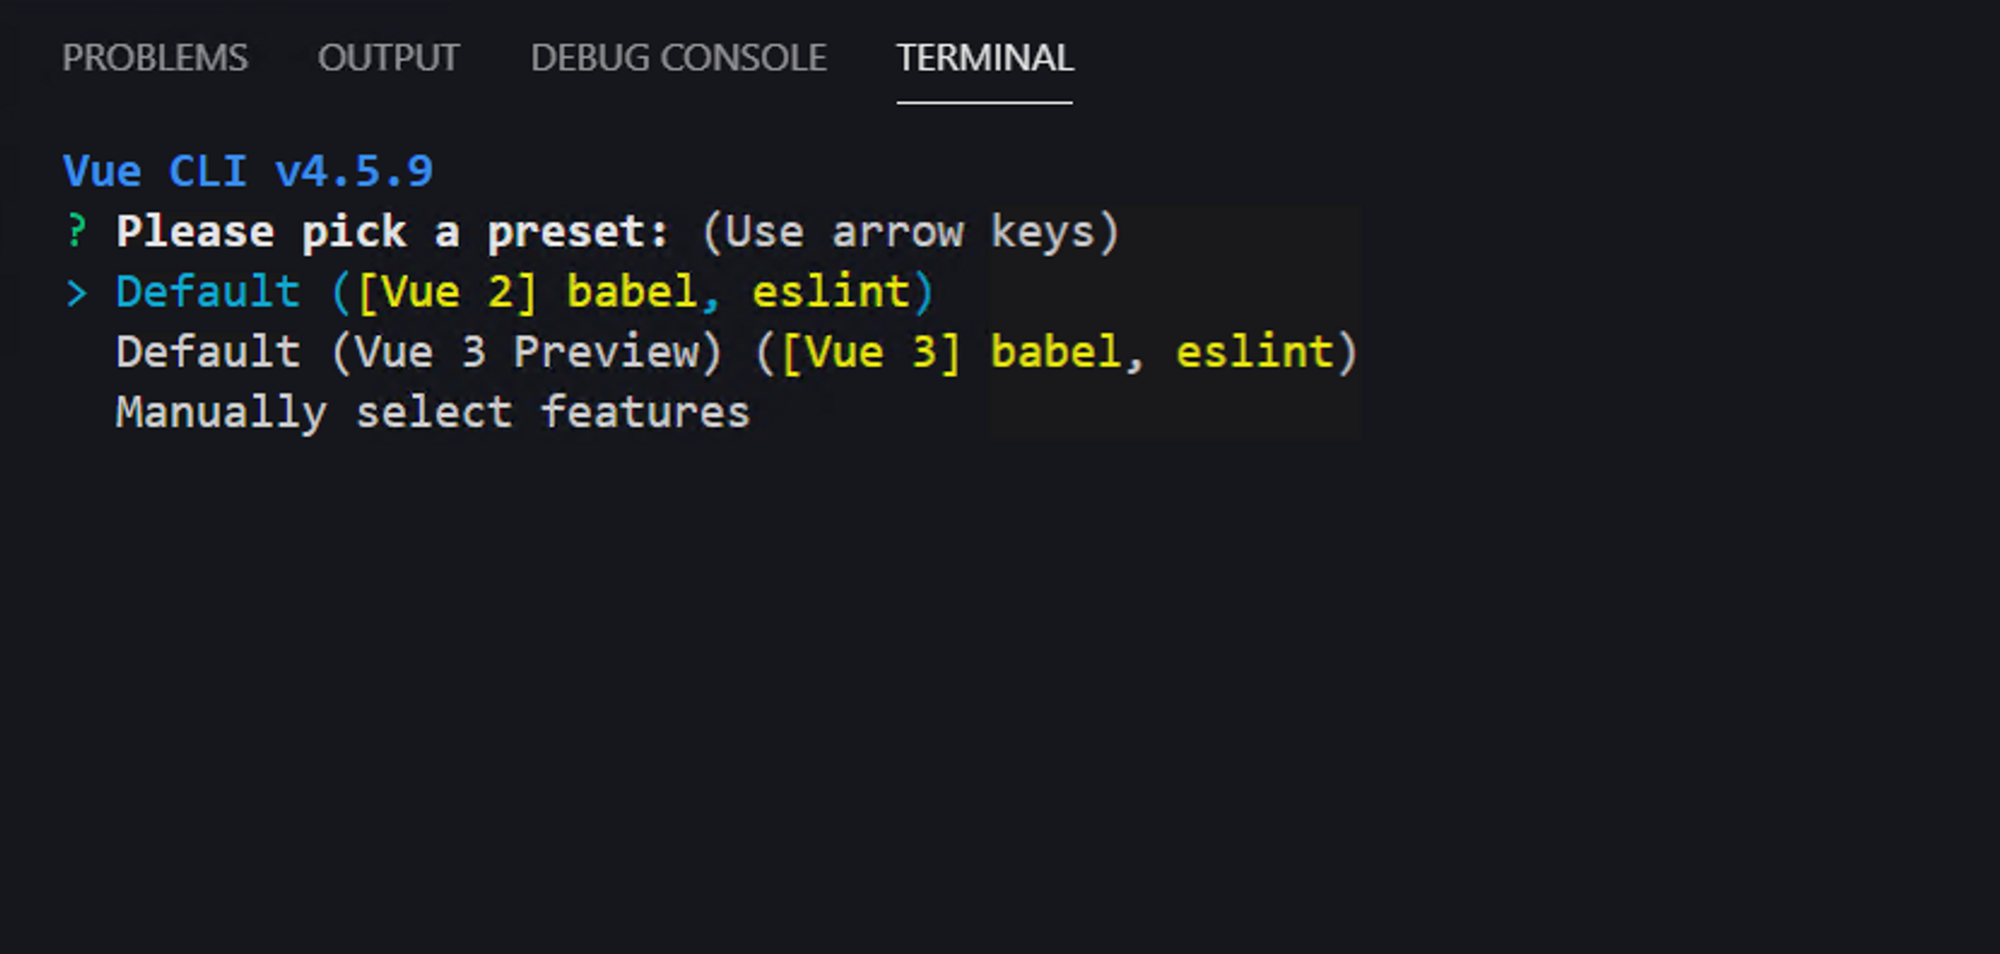 PROBLEMS OUTPUT DEBUG CONSOLE TERMINAL
Vue CLI v4.5.9
? Please pick a preset: (Use arrow keys)
> Default ([Vue 2] babel, eslint)
Default (Vue 3 Preview) ([Vue 3] babel, eslint)
Manually select features